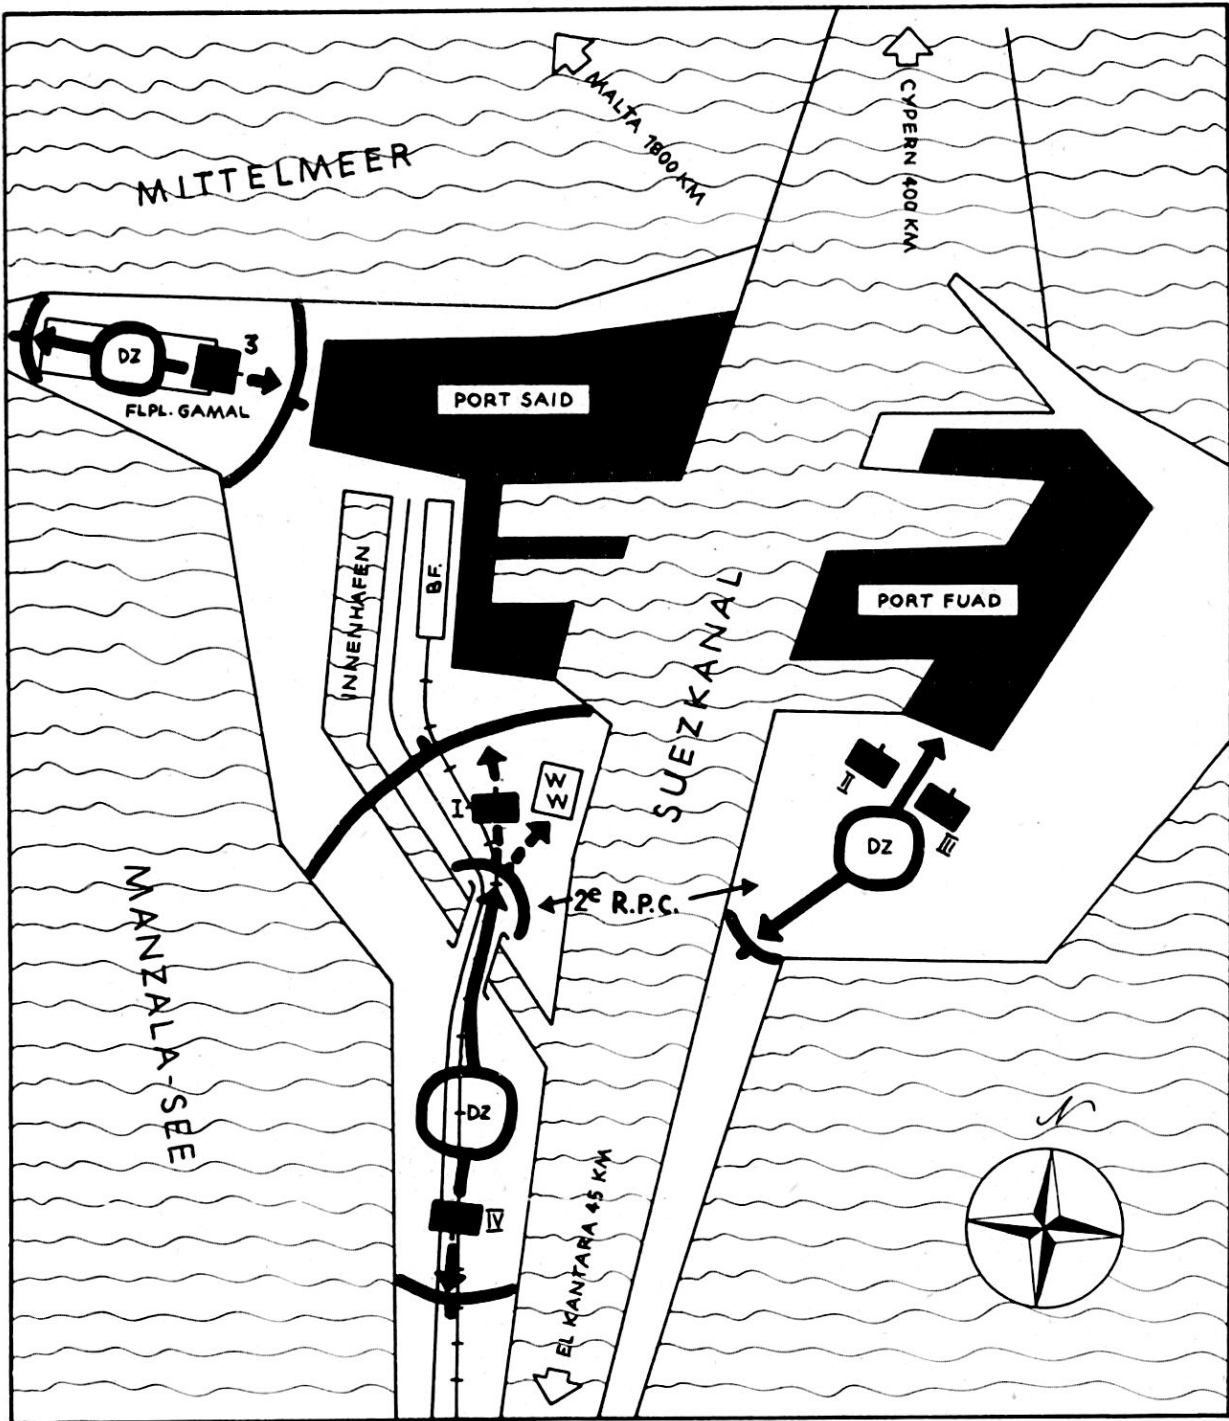 MALTA 1800 KM
CYPERN 400 KM
MITTELMEER
DZ
3
FLPL. GAMAL
PORT SAID
INNENHAFEN
BF.
PORT FUAD
SUEZKANAL
I
W W
II
III
DZ
2e R.P.C.
MANZALA-SEE
DZ
IV
EL KANTARA 45 KM
N